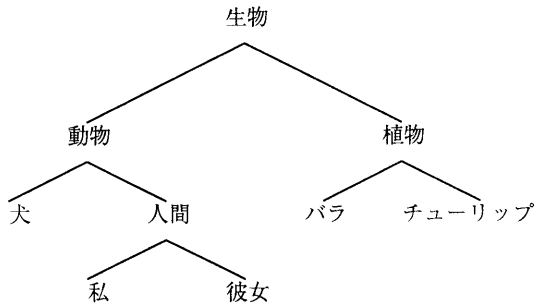 生物
動物 植物
犬 人間 バラ チューリップ
私 彼女